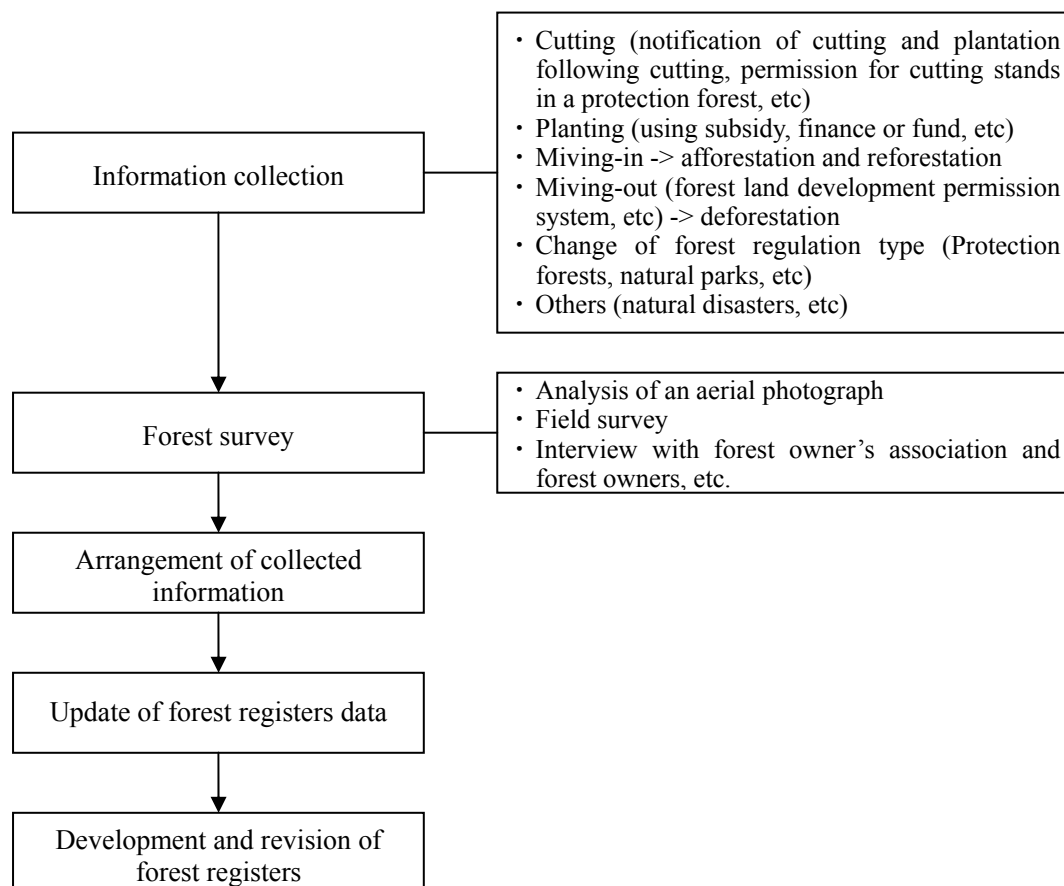 ・Cutting (notification of cutting and plantation
following cutting, permission for cutting stands
in a protection forest, etc)
・Planting (using subsidy, finance or fund, etc)
・Miving-in -> afforestation and reforestation
・Miving-out (forest land development permission
system, etc) -> deforestation
・Change of forest regulation type (Protection
forests, natural parks, etc)
・Others (natural disasters, etc)
Information collection
・Analysis of an aerial photograph
・Field survey
・Interview with forest owner’s association and
forest owners, etc.
Forest survey
Arrangement of collected
information
Update of forest registers data
Development and revision of
forest registers